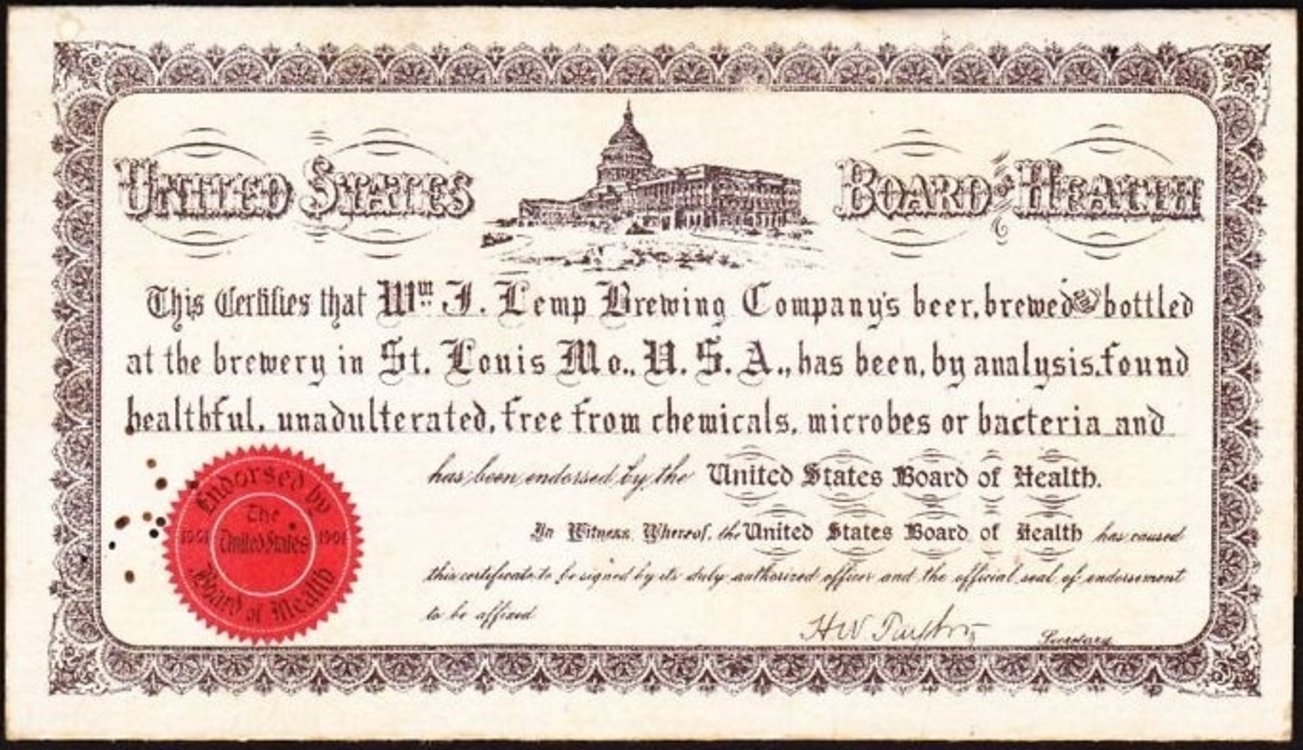 United States Board of Health
This Certifies that Wm. J. Lemp Brewing Company's beer, brewed & bottled
at the brewery in St. Louis Mo., U.S.A., has been, by analysis, found
healthful, unadulterated, free from chemicals, microbes or bacteria and
has been endorsed by the United States Board of Health.
In Witness Whereof, the United States Board of Health has caused
this certificate to be signed by its duly authorized officer and the official seal of endorsement
to be affixed
Secretary
Endorsed by
The
1901 United States 1901
Board of Health